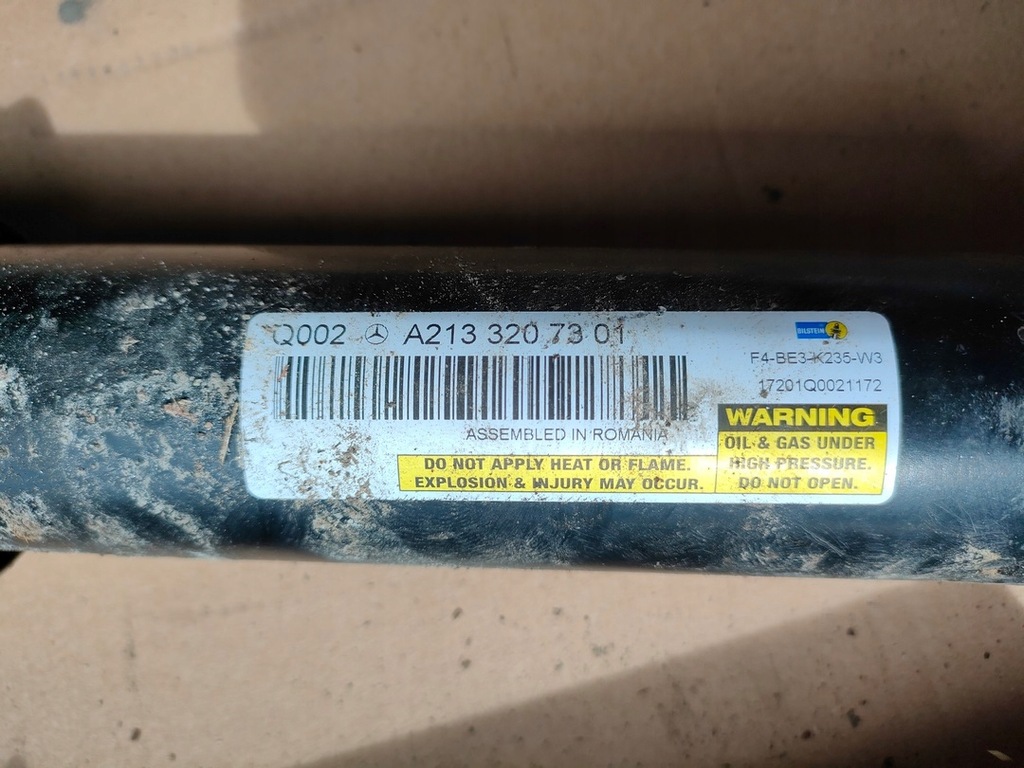 Q002 A213 320 73 01
BILSTEIN
F4-BE3-K235-W3
17201Q0021172
ASSEMBLED IN ROMANIA
DO NOT APPLY HEAT OR FLAME.
EXPLOSION & INJURY MAY OCCUR.
WARNING
OIL & GAS UNDER
HIGH PRESSURE.
DO NOT OPEN.